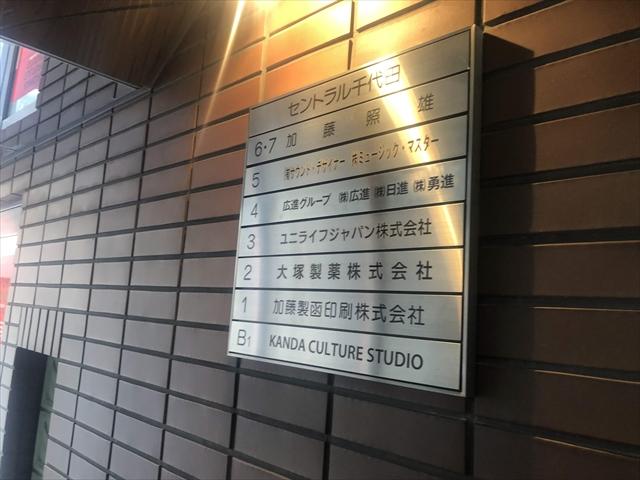 セントラル千代田
6・7 加藤照雄
5 ㈲サウンド・デザイナー ㈱ミュージック・マスター
4 広進グループ ㈱広進 ㈱日進 ㈱勇進
3 ユニライフジャパン株式会社
2 大塚製薬株式会社
1 加藤製函印刷株式会社
B1 KANDA CULTURE STUDIO